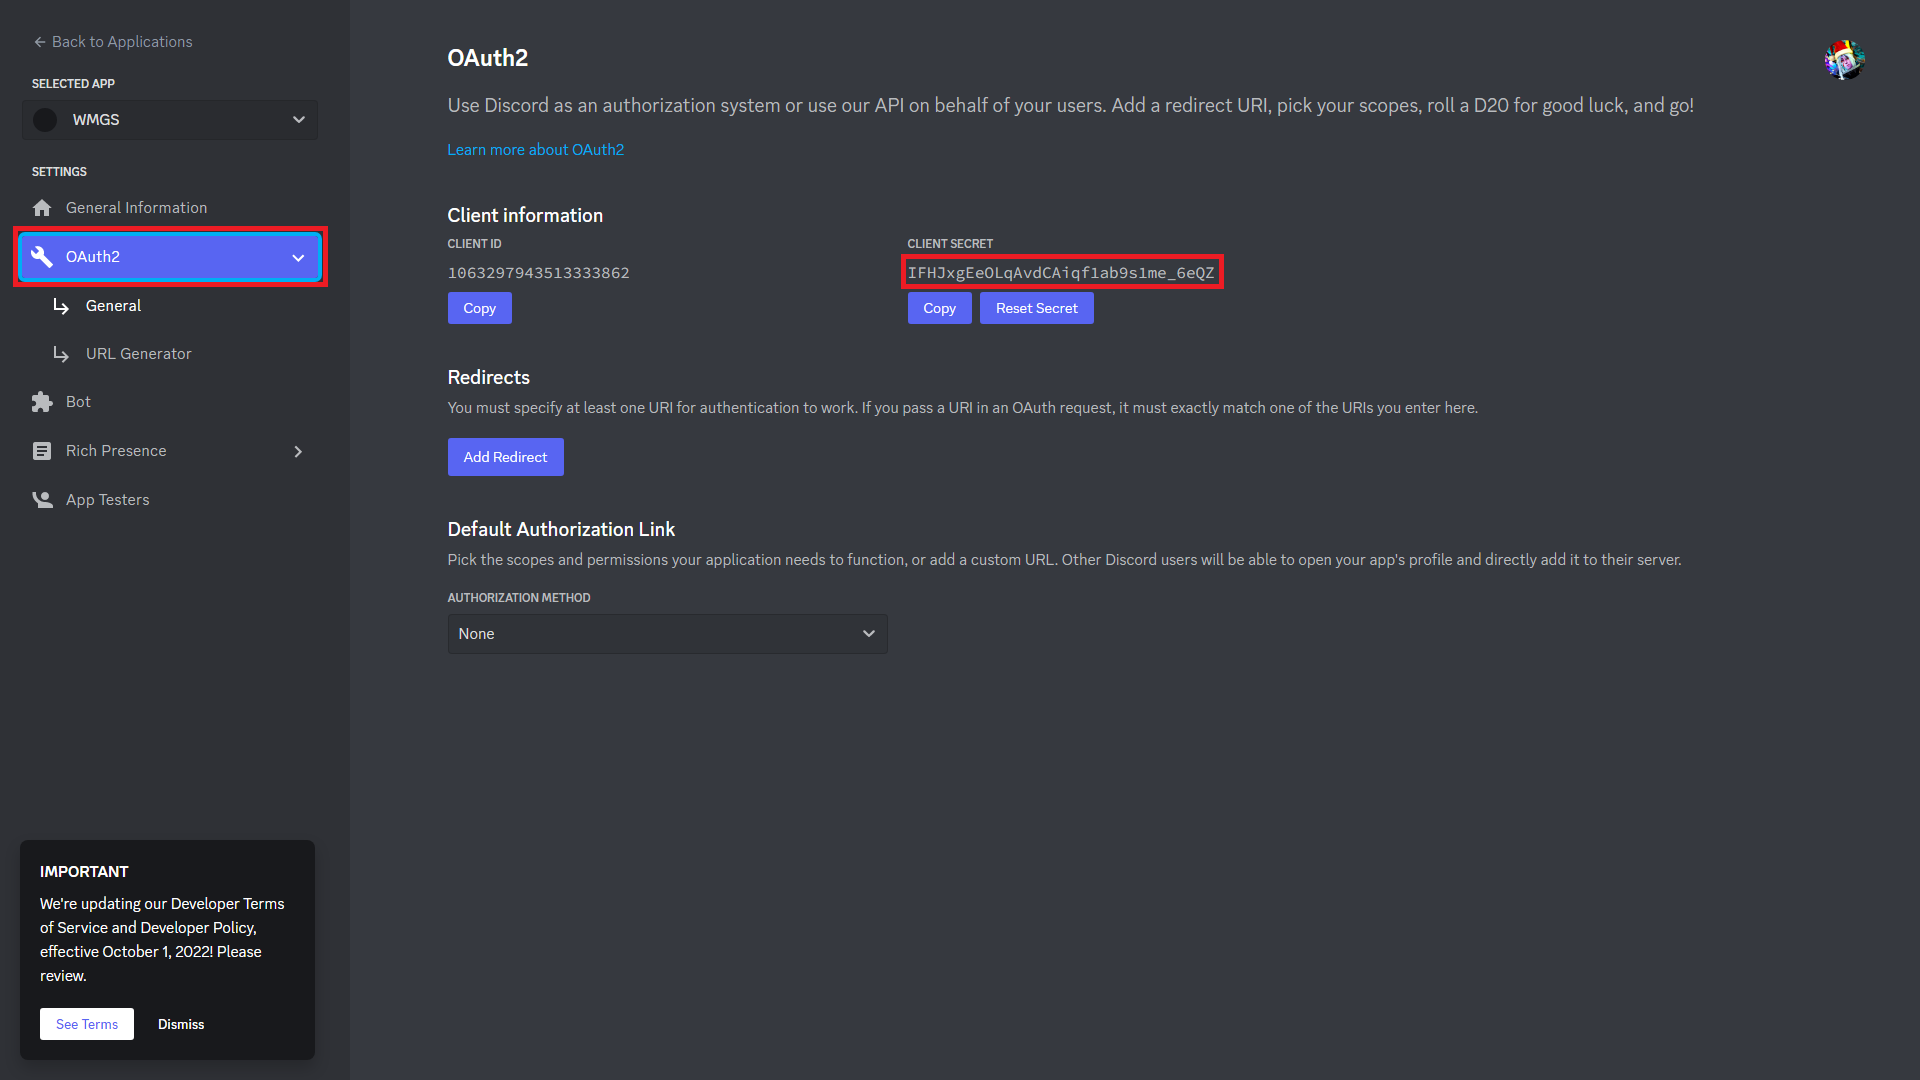 Back to Applications
SELECTED APP
WMGS
SETTINGS
General Information
OAuth2
General
URL Generator
Bot
Rich Presence
App Testers
IMPORTANT
We're updating our Developer Terms
of Service and Developer Policy,
effective October 1, 2022! Please
review.
See Terms
Dismiss
OAuth2
Use Discord as an authorization system or use our API on behalf of your users. Add a redirect URI, pick your scopes, roll a D20 for good luck, and go!
Learn more about OAuth2
Client information
CLIENT ID
1063297943513333862
Copy
CLIENT SECRET
IFHJxgEeOLqAvdCAiqf1ab9s1me_6eQZ
Copy
Reset Secret
Redirects
You must specify at least one URI for authentication to work. If you pass a URI in an OAuth request, it must exactly match one of the URIs you enter here.
Add Redirect
Default Authorization Link
Pick the scopes and permissions your application needs to function, or add a custom URL. Other Discord users will be able to open your app's profile and directly add it to their server.
AUTHORIZATION METHOD
None